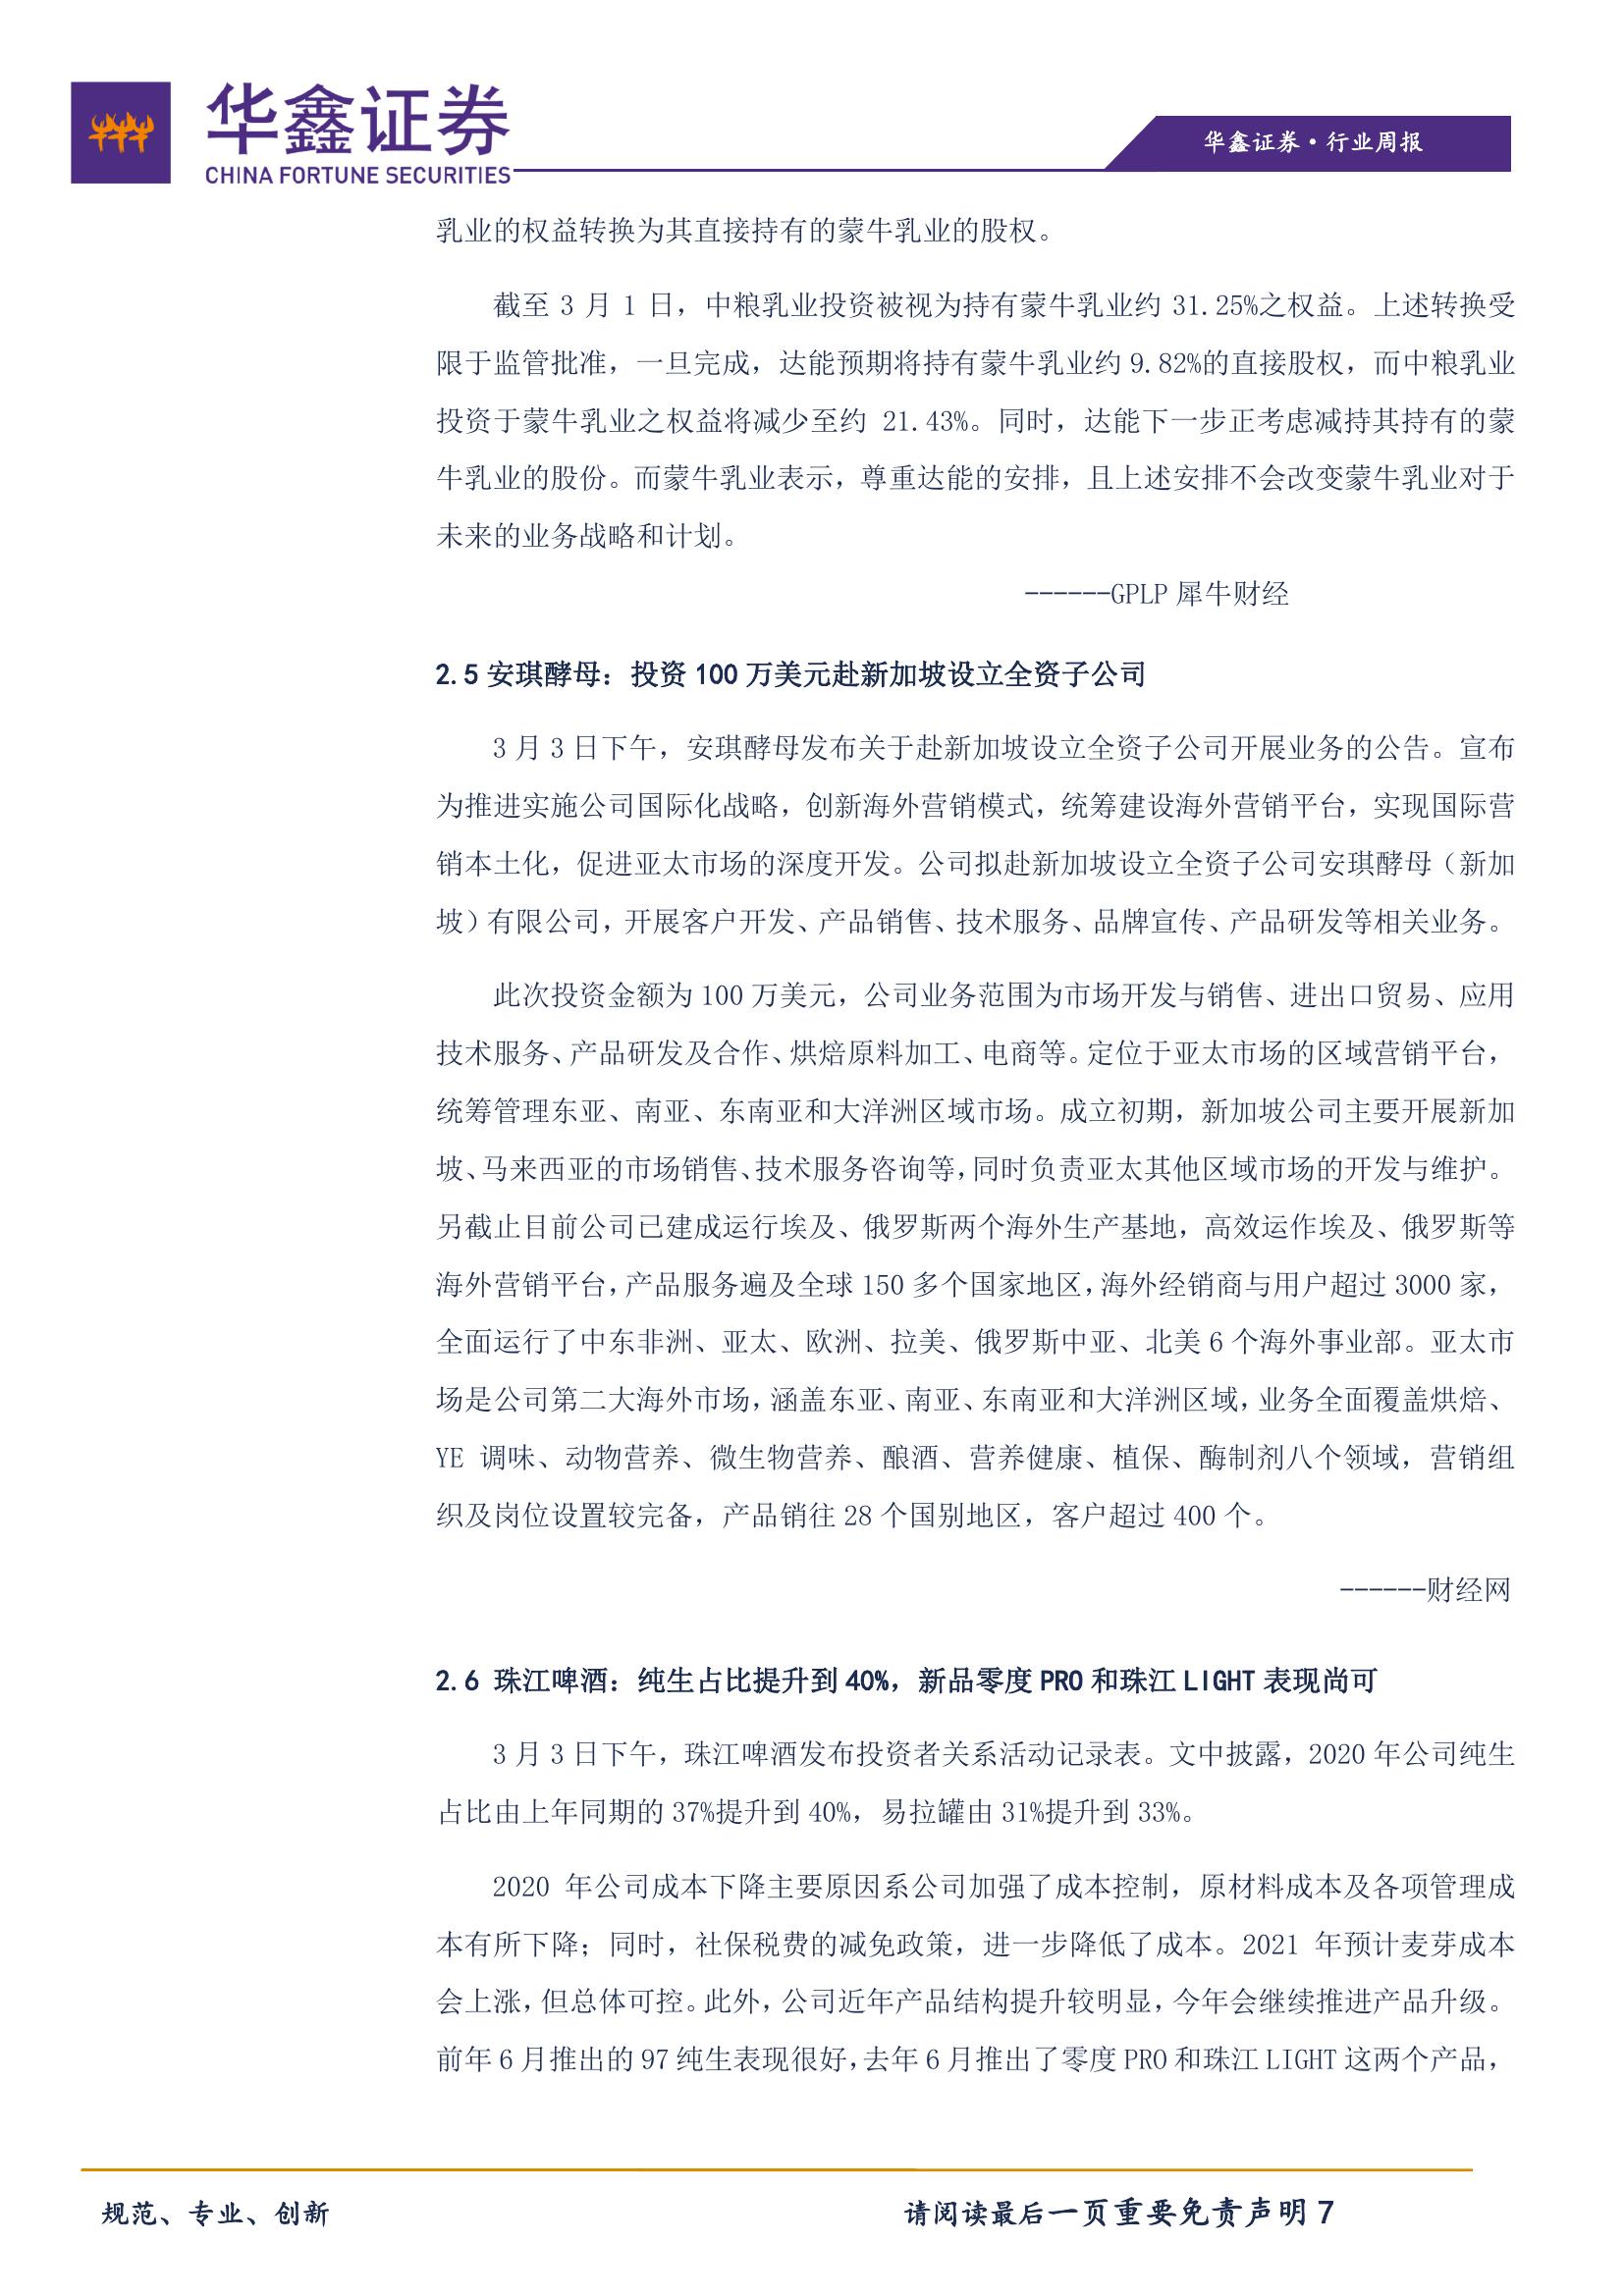 华鑫证券
CHINA FORTUNE SECURITIES
华鑫证券·行业周报
乳业的权益转换为其直接持有的蒙牛乳业的股权。
截至 3 月 1 日，中粮乳业投资被视为持有蒙牛乳业约 31.25%之权益。上述转换受
限于监管批准，一旦完成，达能预期将持有蒙牛乳业约 9.82%的直接股权，而中粮乳业
投资于蒙牛乳业之权益将减少至约 21.43%。同时，达能下一步正考虑减持其持有的蒙
牛乳业的股份。而蒙牛乳业表示，尊重达能的安排，且上述安排不会改变蒙牛乳业对于
未来的业务战略和计划。
------GPLP 犀牛财经
2.5 安琪酵母：投资 100 万美元赴新加坡设立全资子公司
3 月 3 日下午，安琪酵母发布关于赴新加坡设立全资子公司开展业务的公告。宣布
为推进实施公司国际化战略，创新海外营销模式，统筹建设海外营销平台，实现国际营
销本土化，促进亚太市场的深度开发。公司拟赴新加坡设立全资子公司安琪酵母（新加
坡）有限公司，开展客户开发、产品销售、技术服务、品牌宣传、产品研发等相关业务。
此次投资金额为 100 万美元，公司业务范围为市场开发与销售、进出口贸易、应用
技术服务、产品研发及合作、烘焙原料加工、电商等。定位于亚太市场的区域营销平台，
统筹管理东亚、南亚、东南亚和大洋洲区域市场。成立初期，新加坡公司主要开展新加
坡、马来西亚的市场销售、技术服务咨询等，同时负责亚太其他区域市场的开发与维护。
另截止目前公司已建成运行埃及、俄罗斯两个海外生产基地，高效运作埃及、俄罗斯等
海外营销平台，产品服务遍及全球 150 多个国家地区，海外经销商与用户超过 3000 家，
全面运行了中东非洲、亚太、欧洲、拉美、俄罗斯中亚、北美 6 个海外事业部。亚太市
场是公司第二大海外市场，涵盖东亚、南亚、东南亚和大洋洲区域，业务全面覆盖烘焙、
YE 调味、动物营养、微生物营养、酿酒、营养健康、植保、酶制剂八个领域，营销组
织及岗位设置较完备，产品销往 28 个国别地区，客户超过 400 个。
------财经网
2.6 珠江啤酒：纯生占比提升到 40%，新品零度 PRO 和珠江 LIGHT 表现尚可
3 月 3 日下午，珠江啤酒发布投资者关系活动记录表。文中披露，2020 年公司纯生
占比由上年同期的 37%提升到 40%，易拉罐由 31%提升到 33%。
2020 年公司成本下降主要原因系公司加强了成本控制，原材料成本及各项管理成
本有所下降；同时，社保税费的减免政策，进一步降低了成本。2021 年预计麦芽成本
会上涨，但总体可控。此外，公司近年产品结构提升较明显，今年会继续推进产品升级。
前年 6 月推出的 97 纯生表现很好，去年 6 月推出了零度 PRO 和珠江 LIGHT 这两个产品，
规范、专业、创新
请阅读最后一页重要免责声明 7